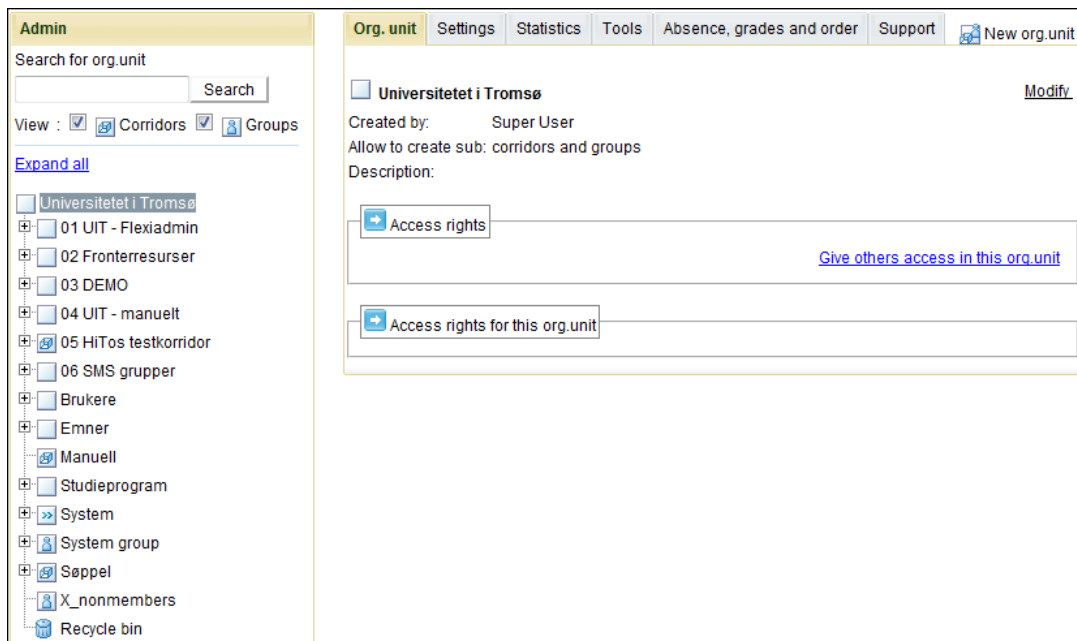 Admin
Search for org.unit
Search
View : Corridors Groups
Expand all
Universitetet i Tromsø
01 UIT - Flexiadmin
02 Fronterresurser
03 DEMO
04 UIT - manuelt
05 HiTos testkorridor
06 SMS grupper
Brukere
Emner
Manuell
Studieprogram
System
System group
Søppel
X_nonmembers
Recycle bin
Org. unit Settings Statistics Tools Absence, grades and order Support New org.unit
Universitetet i Tromsø Modify
Created by: Super User
Allow to create sub: corridors and groups
Description:
Access rights
Give others access in this org.unit
Access rights for this org.unit